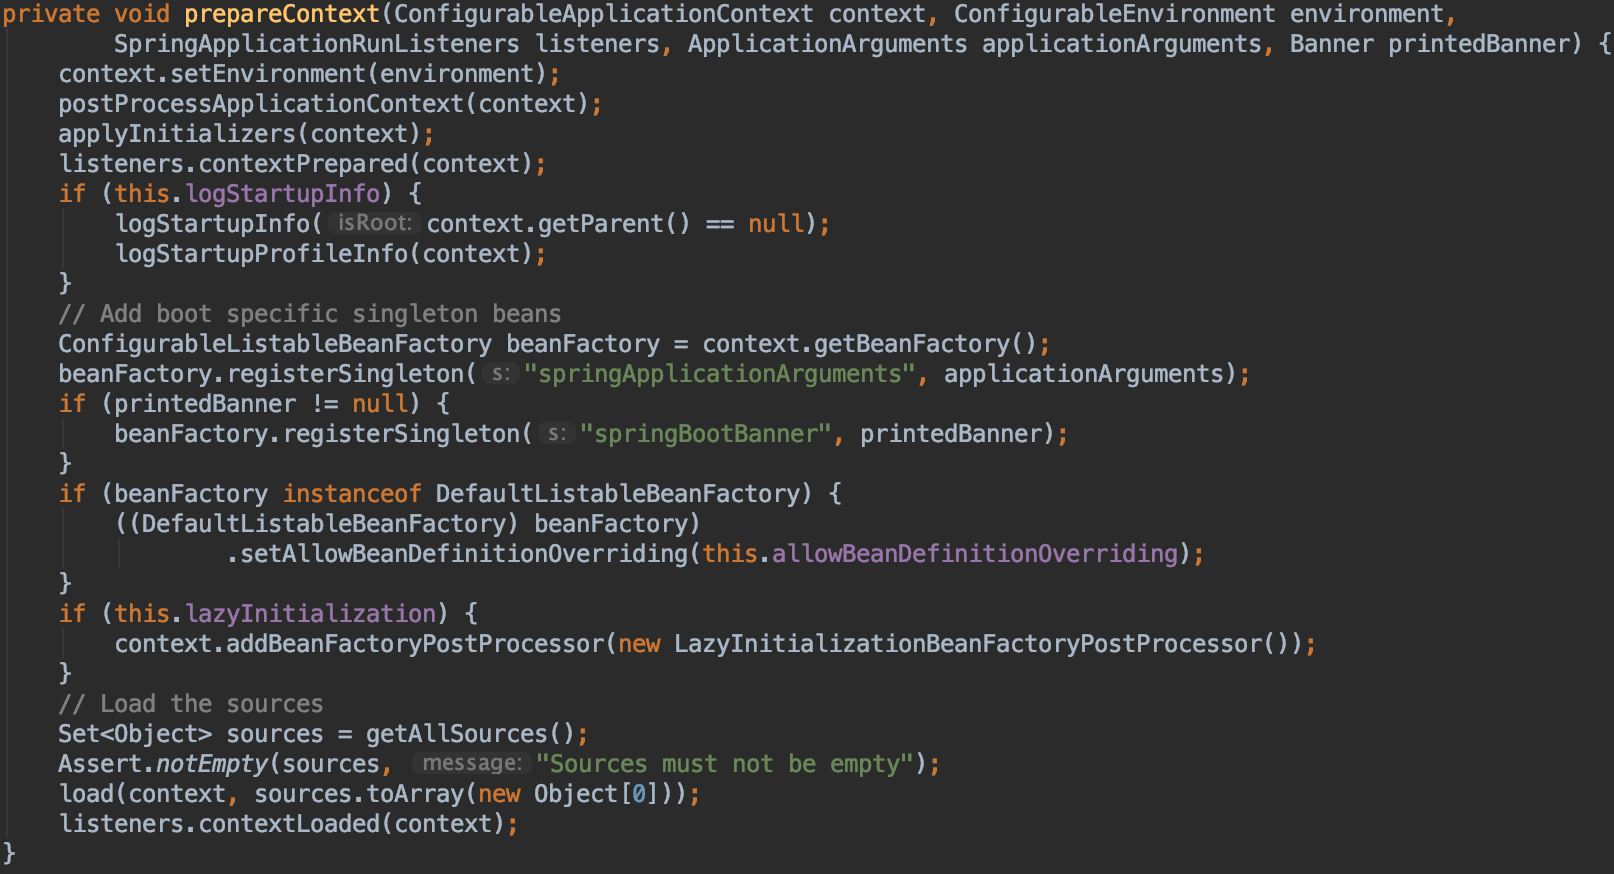 private void prepareContext(ConfigurableApplicationContext context, ConfigurableEnvironment environment,
        SpringApplicationRunListeners listeners, ApplicationArguments applicationArguments, Banner printedBanner) {
    context.setEnvironment(environment);
    postProcessApplicationContext(context);
    applyInitializers(context);
    listeners.contextPrepared(context);
    if (this.logStartupInfo) {
        logStartupInfo( isRoot: context.getParent() == null);
        logStartupProfileInfo(context);
    }
    // Add boot specific singleton beans
    ConfigurableListableBeanFactory beanFactory = context.getBeanFactory();
    beanFactory.registerSingleton( s: "springApplicationArguments", applicationArguments);
    if (printedBanner != null) {
        beanFactory.registerSingleton( s: "springBootBanner", printedBanner);
    }
    if (beanFactory instanceof DefaultListableBeanFactory) {
        ((DefaultListableBeanFactory) beanFactory)
                .setAllowBeanDefinitionOverriding(this.allowBeanDefinitionOverriding);
    }
    if (this.lazyInitialization) {
        context.addBeanFactoryPostProcessor(new LazyInitializationBeanFactoryPostProcessor());
    }
    // Load the sources
    Set<Object> sources = getAllSources();
    Assert.notEmpty(sources, message: "Sources must not be empty");
    load(context, sources.toArray(new Object[0]));
    listeners.contextLoaded(context);
}